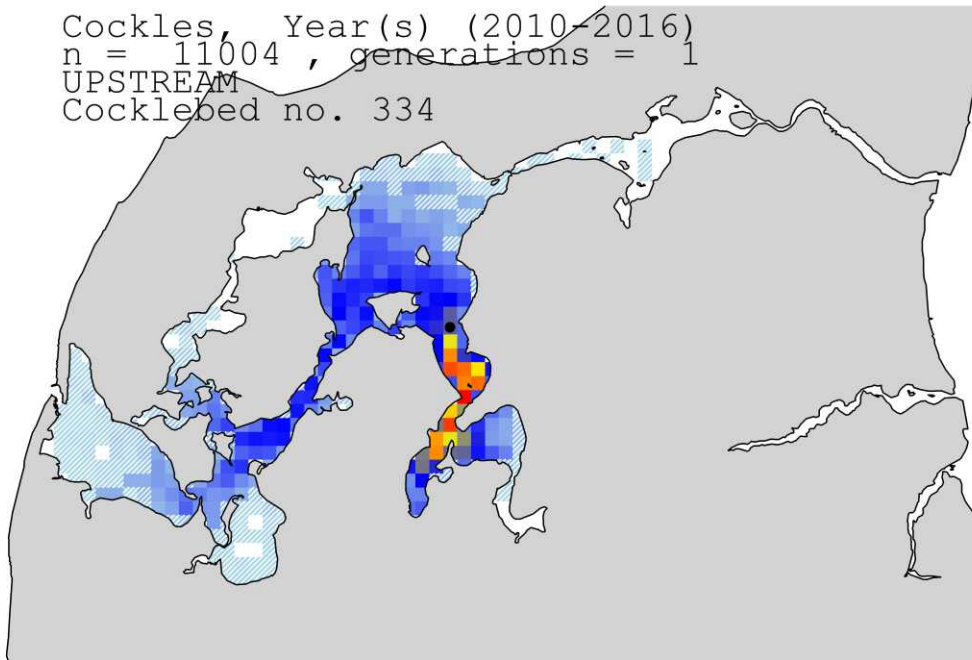 Cockles, Year(s) (2010-2016)
n = 11004 , generations = 1
UPSTREAM
Cocklebed no. 334